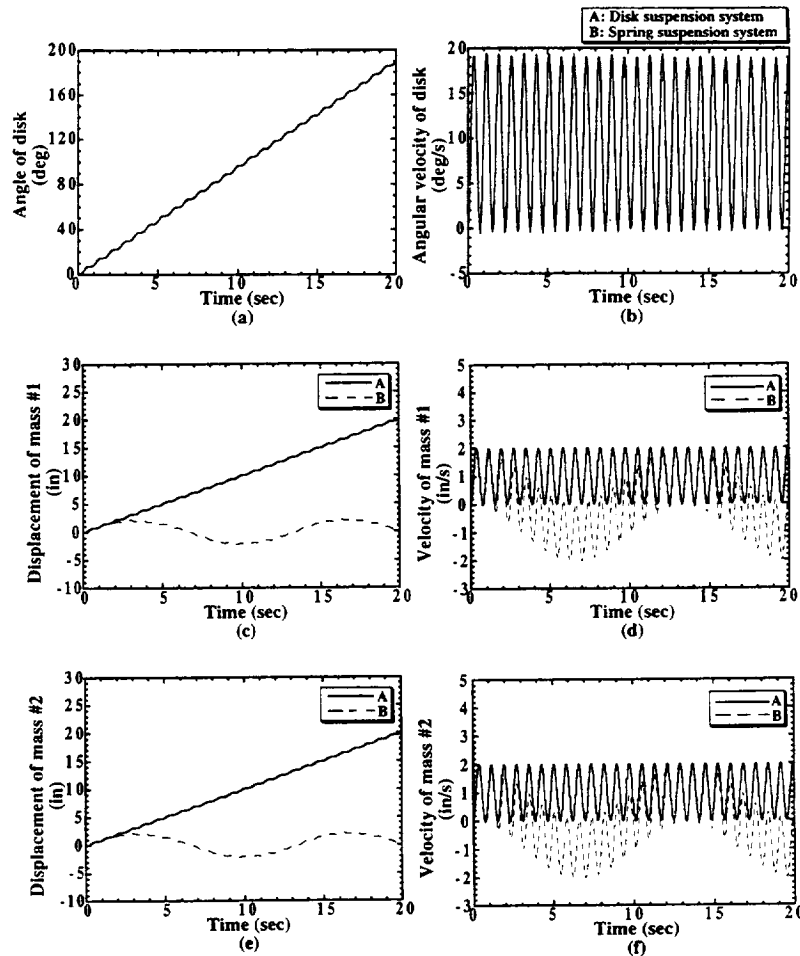 A: Disk suspension system
B: Spring suspension system
200
160
120
80
40
0
Angle of disk
(deg)
0
5
10
15
20
Time (sec)
(a)
20
15
10
5
0
-5
Angular velocity of disk
(deg/s)
0
5
10
15
20
Time (sec)
(b)
30
25
20
15
10
5
0
-5
-10
Displacement of mass #1
(in)
A
B
0
5
10
15
20
Time (sec)
(c)
5
4
3
2
1
0
-1
-2
-3
Velocity of mass #1
(in/s)
A
B
0
5
10
15
20
Time (sec)
(d)
30
25
20
15
10
5
0
-5
-10
Displacement of mass #2
(in)
A
B
0
5
10
15
20
Time (sec)
(e)
5
4
3
2
1
0
-1
-2
-3
Velocity of mass #2
(in/s)
A
B
0
5
10
15
20
Time (sec)
(f)